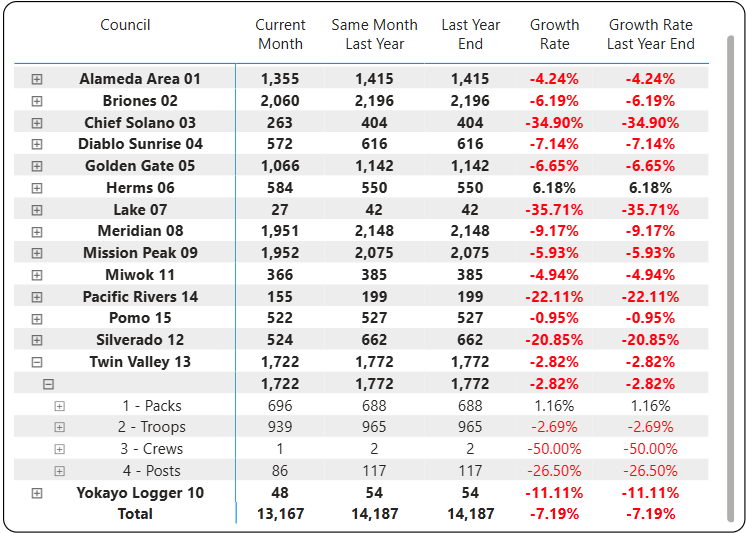 Council Current Month Same Month Last Year Last Year End Growth Rate Growth Rate Last Year End
Alameda Area 01 1,355 1,415 1,415 -4.24% -4.24%
Briones 02 2,060 2,196 2,196 -6.19% -6.19%
Chief Solano 03 263 404 404 -34.90% -34.90%
Diablo Sunrise 04 572 616 616 -7.14% -7.14%
Golden Gate 05 1,066 1,142 1,142 -6.65% -6.65%
Herms 06 584 550 550 6.18% 6.18%
Lake 07 27 42 42 -35.71% -35.71%
Meridian 08 1,951 2,148 2,148 -9.17% -9.17%
Mission Peak 09 1,952 2,075 2,075 -5.93% -5.93%
Miwok 11 366 385 385 -4.94% -4.94%
Pacific Rivers 14 155 199 199 -22.11% -22.11%
Pomo 15 522 527 527 -0.95% -0.95%
Silverado 12 524 662 662 -20.85% -20.85%
Twin Valley 13 1,722 1,772 1,772 -2.82% -2.82%
1,722 1,772 1,772 -2.82% -2.82%
1 - Packs 696 688 688 1.16% 1.16%
2 - Troops 939 965 965 -2.69% -2.69%
3 - Crews 1 2 2 -50.00% -50.00%
4 - Posts 86 117 117 -26.50% -26.50%
Yokayo Logger 10 48 54 54 -11.11% -11.11%
Total 13,167 14,187 14,187 -7.19% -7.19%